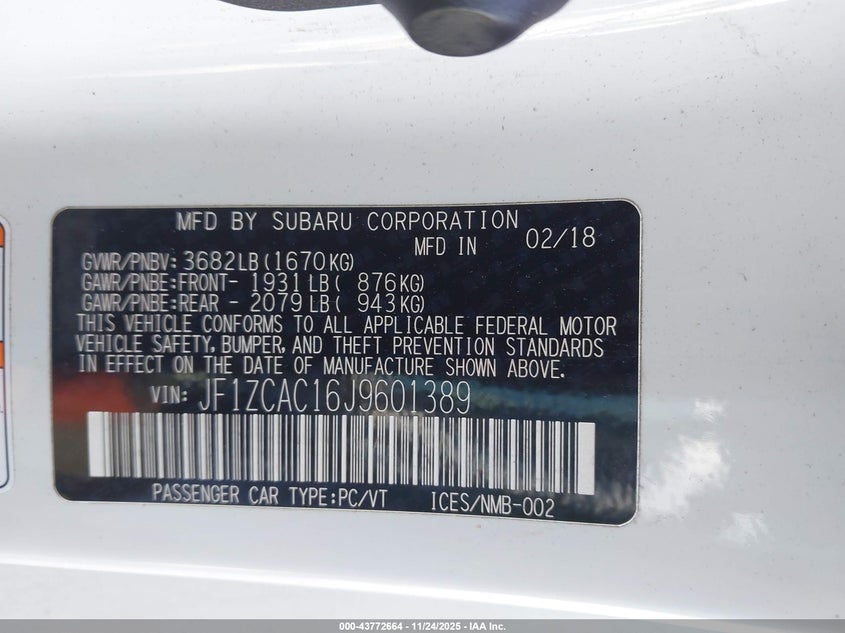 MFD BY SUBARU CORPORATION
MFD IN 02/18
GVWR/PNBV: 3682LB(1670KG)
GAWR/PNBE:FRONT- 1931LB( 876KG)
GAWR/PNBE:REAR - 2079LB( 943KG)
THIS VEHICLE CONFORMS TO ALL APPLICABLE FEDERAL MOTOR
VEHICLE SAFETY, BUMPER, AND THEFT PREVENTION STANDARDS
IN EFFECT ON THE DATE OF MANUFACTURE SHOWN ABOVE.
VIN: JF1ZCAC16J9601389
PASSENGER CAR TYPE:PC/VT ICES/NMB-002
000-43772664 - 11/24/2025 - IAA Inc.